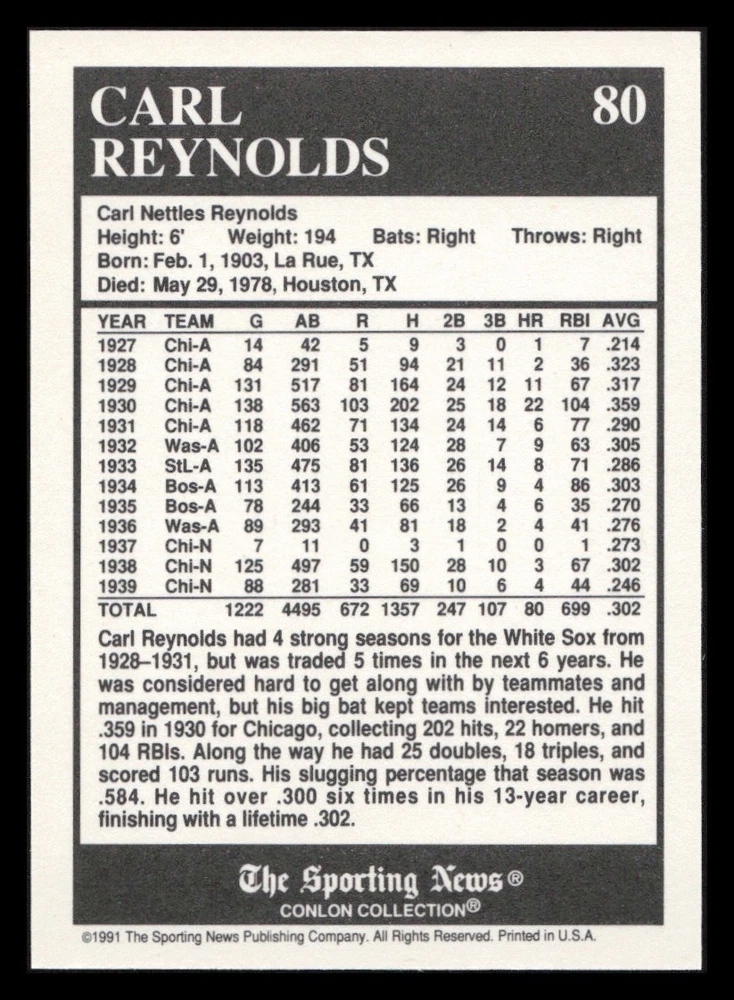 CARL 80
REYNOLDS
Carl Nettles Reynolds
Height: 6' Weight: 194 Bats: Right Throws: Right
Born: Feb. 1, 1903, La Rue, TX
Died: May 29, 1978, Houston, TX
YEAR TEAM G AB R H 2B 3B HR RBI AVG
1927 Chi-A 14 42 5 9 3 0 1 7 .214
1928 Chi-A 84 291 51 94 21 11 2 36 .323
1929 Chi-A 131 517 81 164 24 12 11 67 .317
1930 Chi-A 138 563 103 202 25 18 22 104 .359
1931 Chi-A 118 462 71 134 24 14 6 77 .290
1932 Was-A 102 406 53 124 28 7 9 63 .305
1933 StL-A 135 475 81 136 26 14 8 71 .286
1934 Bos-A 113 413 61 125 26 9 4 86 .303
1935 Bos-A 78 244 33 66 13 4 6 35 .270
1936 Was-A 89 293 41 81 18 2 4 41 .276
1937 Chi-N 7 11 0 3 1 0 0 1 .273
1938 Chi-N 125 497 59 150 28 10 3 67 .302
1939 Chi-N 88 281 33 69 10 6 4 44 .246
TOTAL 1222 4495 672 1357 247 107 80 699 .302
Carl Reynolds had 4 strong seasons for the White Sox from
1928–1931, but was traded 5 times in the next 6 years. He
was considered hard to get along with by teammates and
management, but his big bat kept teams interested. He hit
.359 in 1930 for Chicago, collecting 202 hits, 22 homers, and
104 RBIs. Along the way he had 25 doubles, 18 triples, and
scored 103 runs. His slugging percentage that season was
.584. He hit over .300 six times in his 13-year career,
finishing with a lifetime .302.
The Sporting News®
CONLON COLLECTION®
©1991 The Sporting News Publishing Company. All Rights Reserved. Printed in U.S.A.